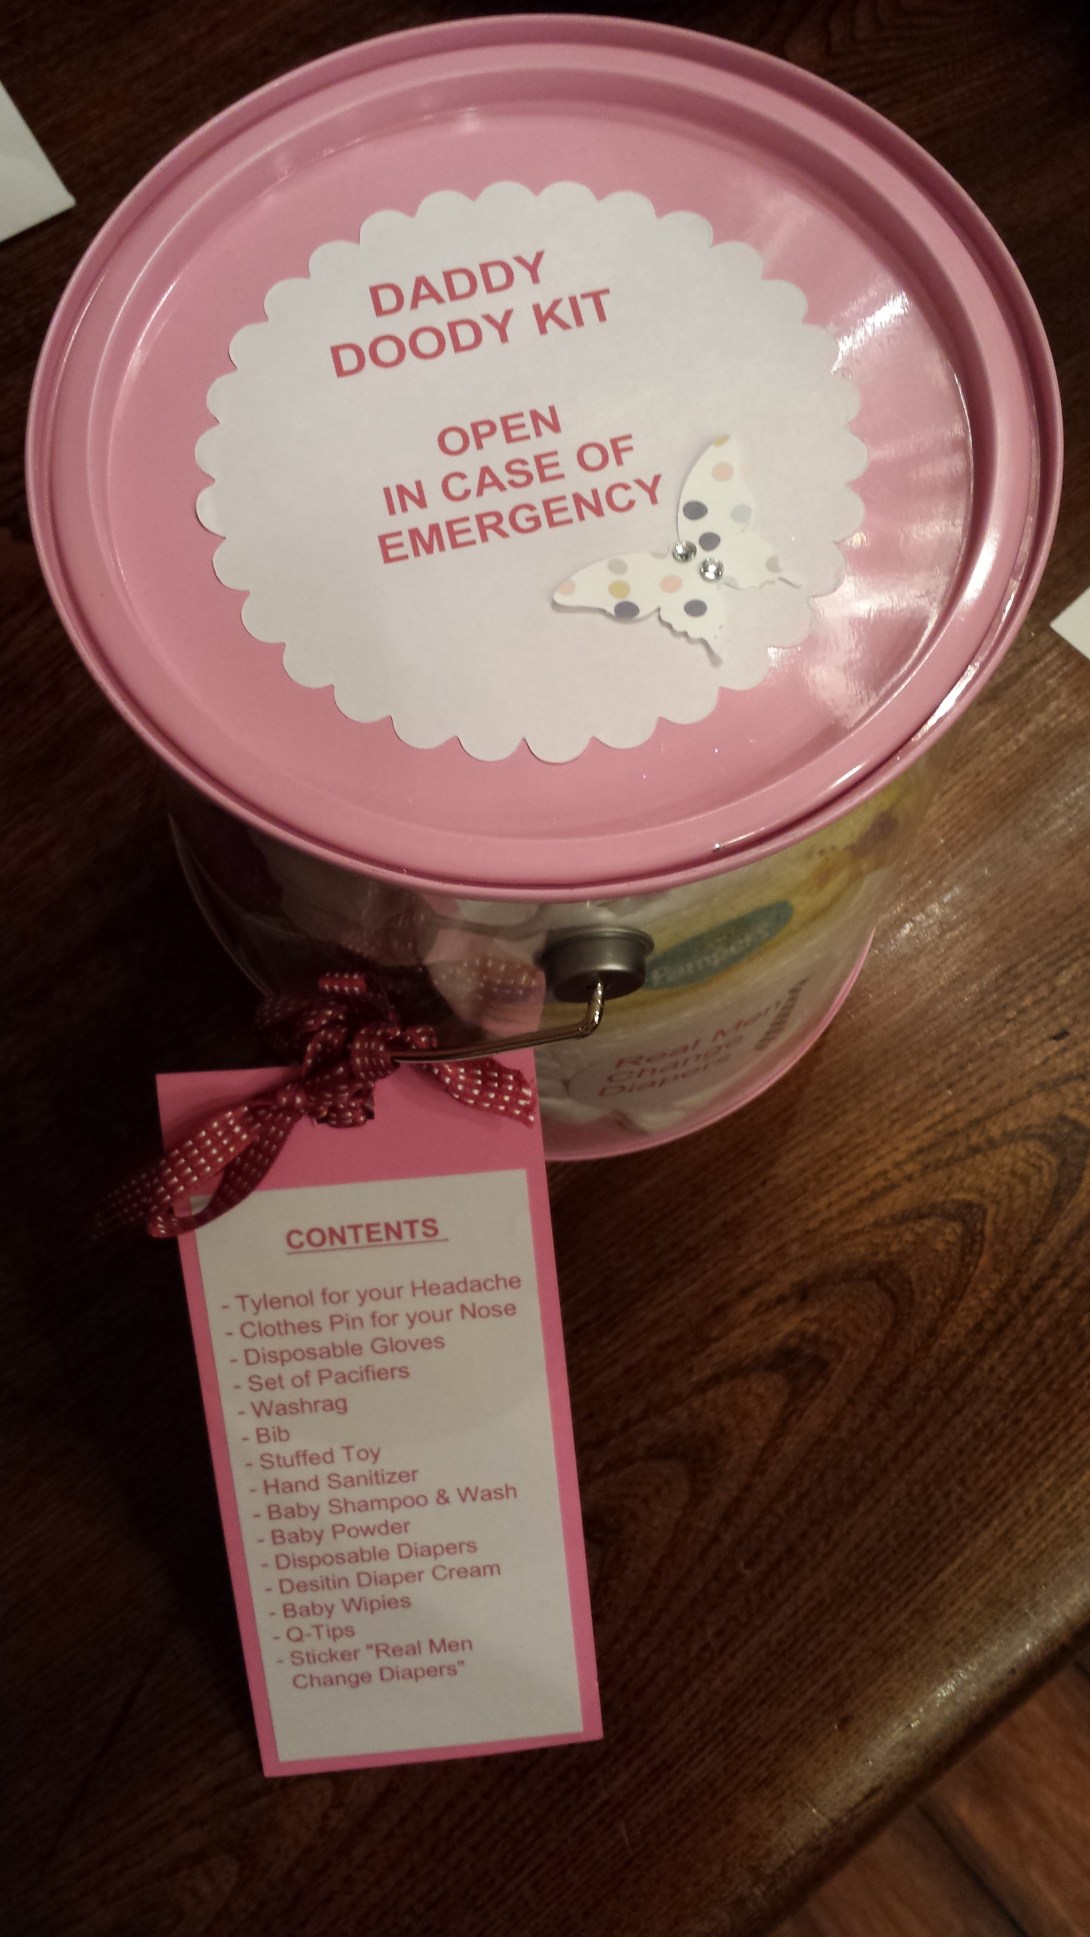 DADDY
DOODY KIT
OPEN
IN CASE OF
EMERGENCY
Pampers
Real Men
Change
Diapers
CONTENTS
- Tylenol for your Headache
- Clothes Pin for your Nose
- Disposable Gloves
- Set of Pacifiers
- Washrag
- Bib
- Stuffed Toy
- Hand Sanitizer
- Baby Shampoo & Wash
- Baby Powder
- Disposable Diapers
- Desitin Diaper Cream
- Baby Wipies
- Q-Tips
- Sticker "Real Men
Change Diapers"